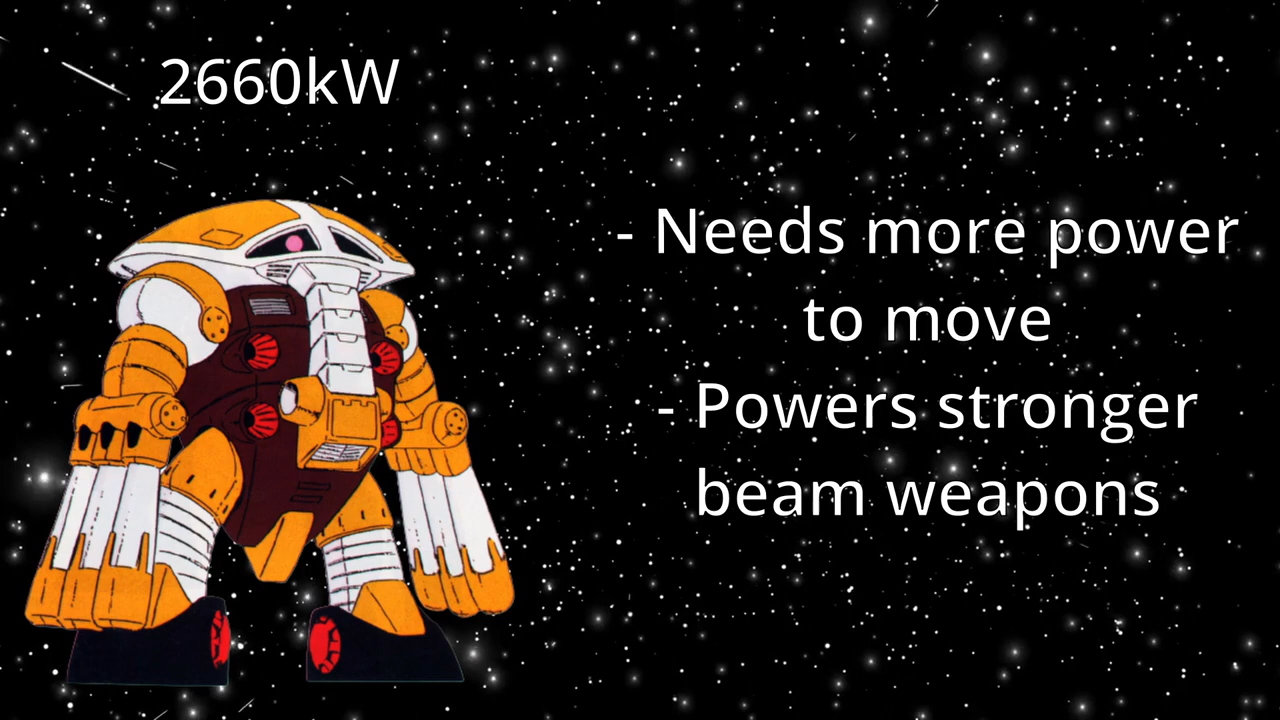 2660kW
- Needs more power
to move
- Powers stronger
beam weapons